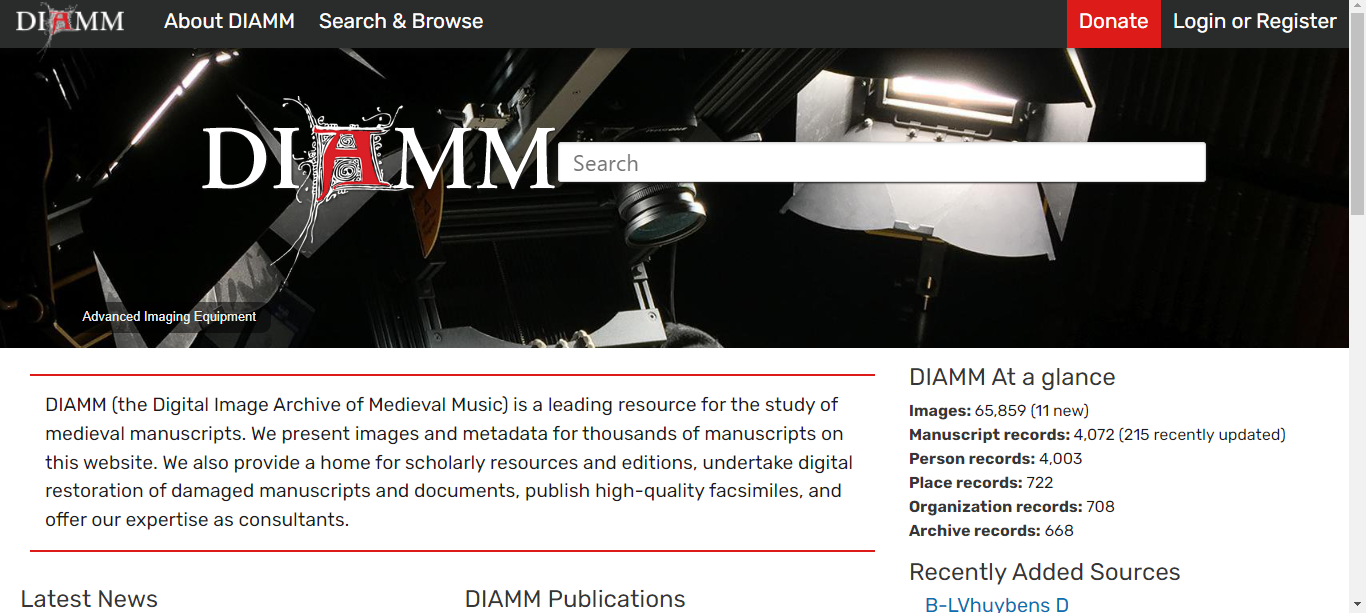 DIAMM
About DIAMM
Search & Browse
Donate
Login or Register
DIAMM
Search
Advanced Imaging Equipment
DIAMM (the Digital Image Archive of Medieval Music) is a leading resource for the study of
medieval manuscripts. We present images and metadata for thousands of manuscripts on
this website. We also provide a home for scholarly resources and editions, undertake digital
restoration of damaged manuscripts and documents, publish high-quality facsimiles, and
offer our expertise as consultants.
Latest News
DIAMM Publications
DIAMM At a glance
Images: 65,859 (11 new)
Manuscript records: 4,072 (215 recently updated)
Person records: 4,003
Place records: 722
Organization records: 708
Archive records: 668
Recently Added Sources
B-LVhuybens D